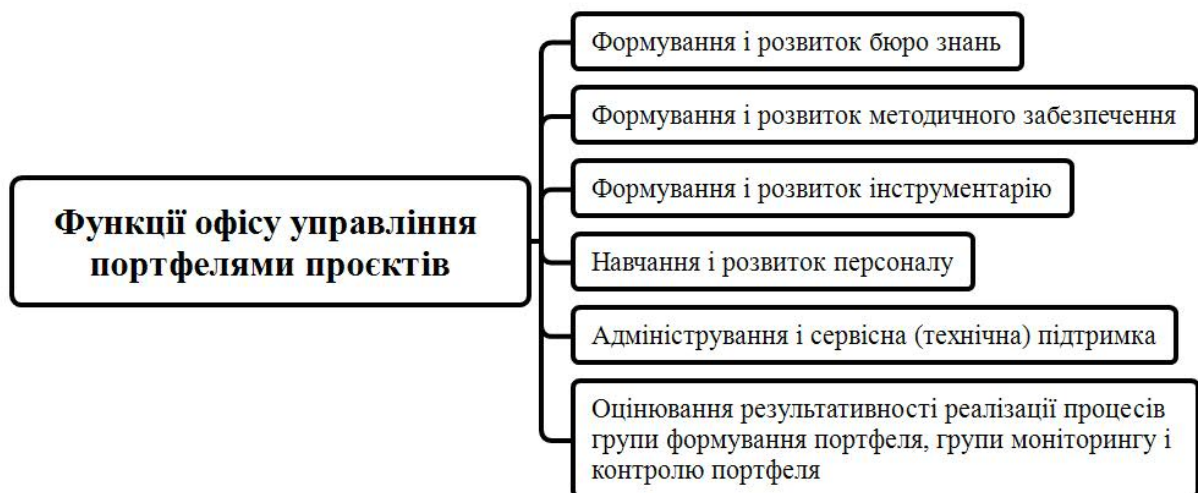 Функції офісу управління
портфелями проєктів
Формування і розвиток бюро знань
Формування і розвиток методичного забезпечення
Формування і розвиток інструментарію
Навчання і розвиток персоналу
Адміністрування і сервісна (технічна) підтримка
Оцінювання результативності реалізації процесів
групи формування портфеля, групи моніторингу і
контролю портфеля